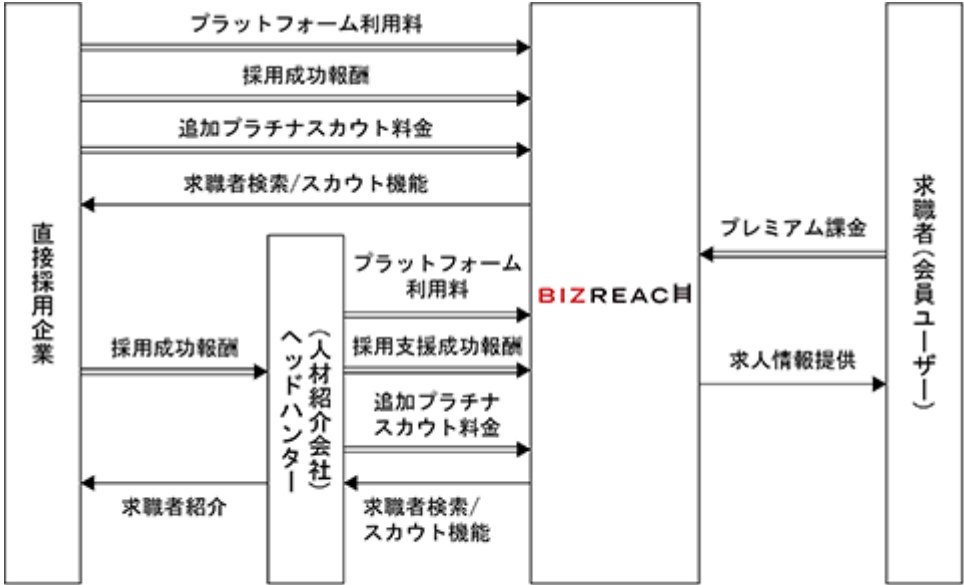 プラットフォーム利用料
採用成功報酬
追加プラチナスカウト料金
求職者検索/スカウト機能
直接採用企業
採用成功報酬
求職者紹介
ヘッドハンター
(人材紹介会社)
プラットフォーム
利用料
採用支援成功報酬
追加プラチナ
スカウト料金
求職者検索/
スカウト機能
BIZREACH
プレミアム課金
求人情報提供
求職者(会員ユーザー)